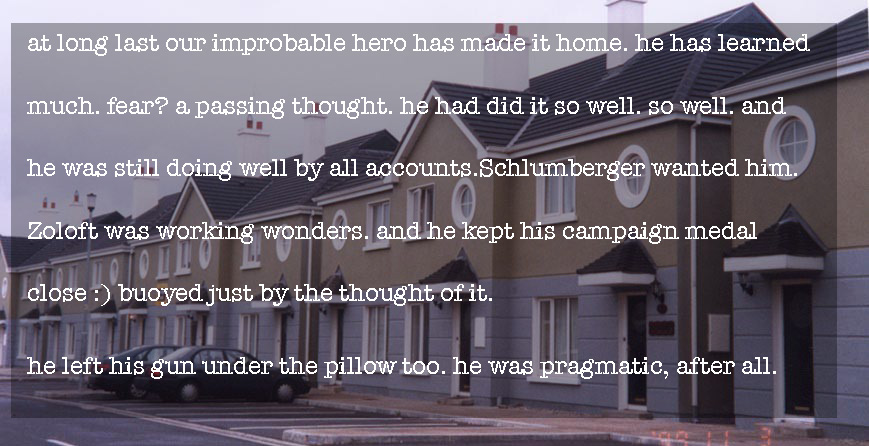 at long last our improbable hero has made it home. he has learned
much. fear? a passing thought. he had did it so well. so well. and
he was still doing well by all accounts.Schlumberger wanted him.
Zoloft was working wonders. and he kept his campaign medal
close :) buoyed just by the thought of it.
he left his gun under the pillow too. he was pragmatic, after all.